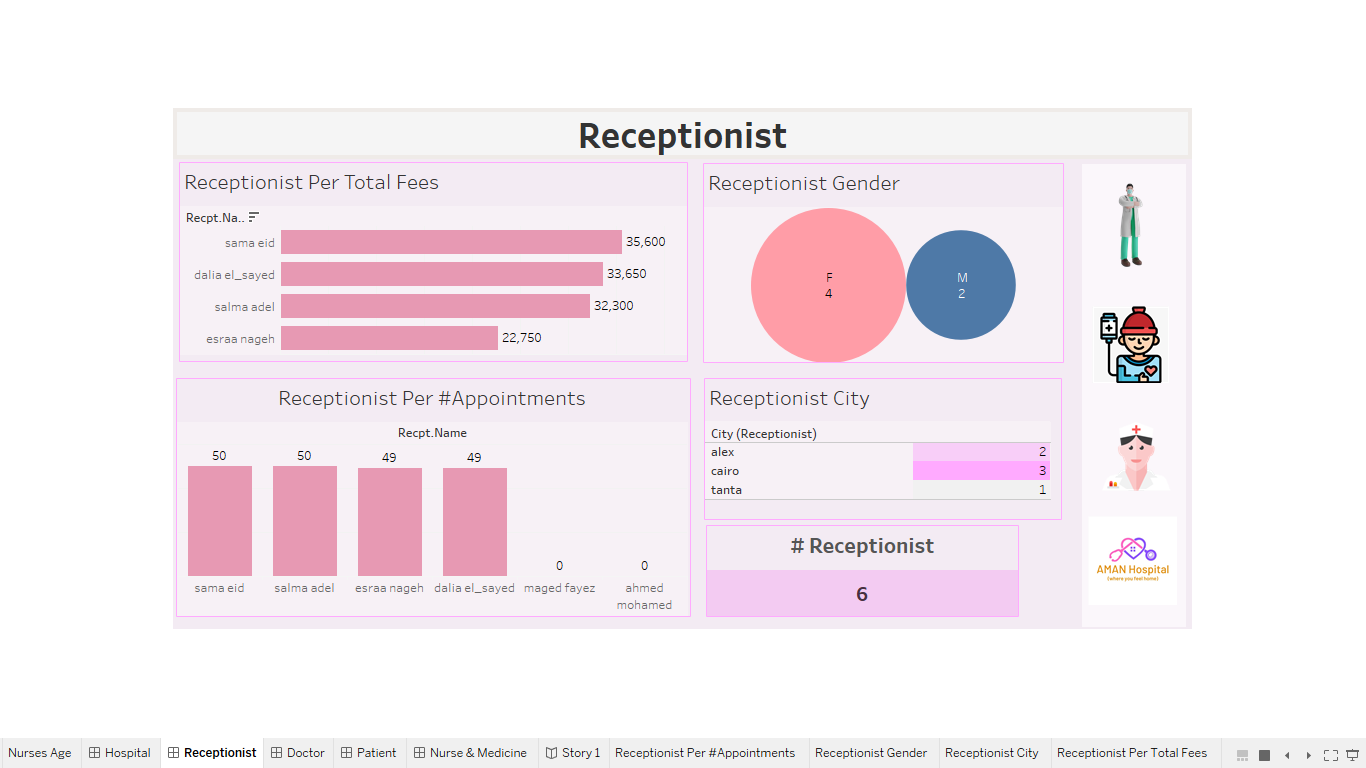 Receptionist
Receptionist Per Total Fees
Recpt.Na..
sama eid 35,600
dalia el_sayed 33,650
salma adel 32,300
esraa nageh 22,750
Receptionist Gender
F
4
M
2
Receptionist Per #Appointments
Recpt.Name
50 50 49 49 0 0
sama eid salma adel esraa nageh dalia el_sayed maged fayez ahmed
mohamed
Receptionist City
City (Receptionist)
alex 2
cairo 3
tanta 1
# Receptionist
6
AMAN Hospital
(where you feel home)
Nurses Age Hospital Receptionist Doctor Patient Nurse & Medicine Story 1 Receptionist Per #Appointments Receptionist Gender Receptionist City Receptionist Per Total Fees